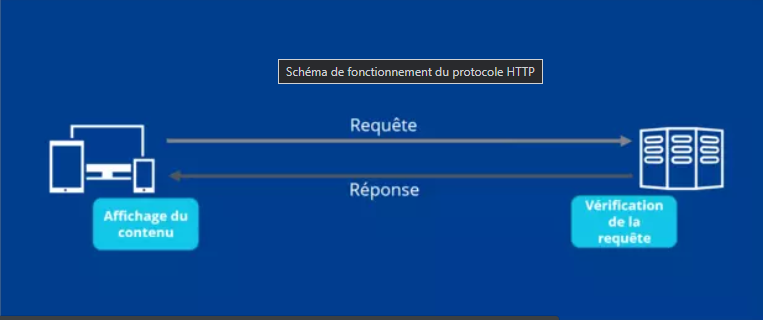 Schéma de fonctionnement du protocole HTTP
Requête
Réponse
Affichage du
contenu
Vérification
de la
requête